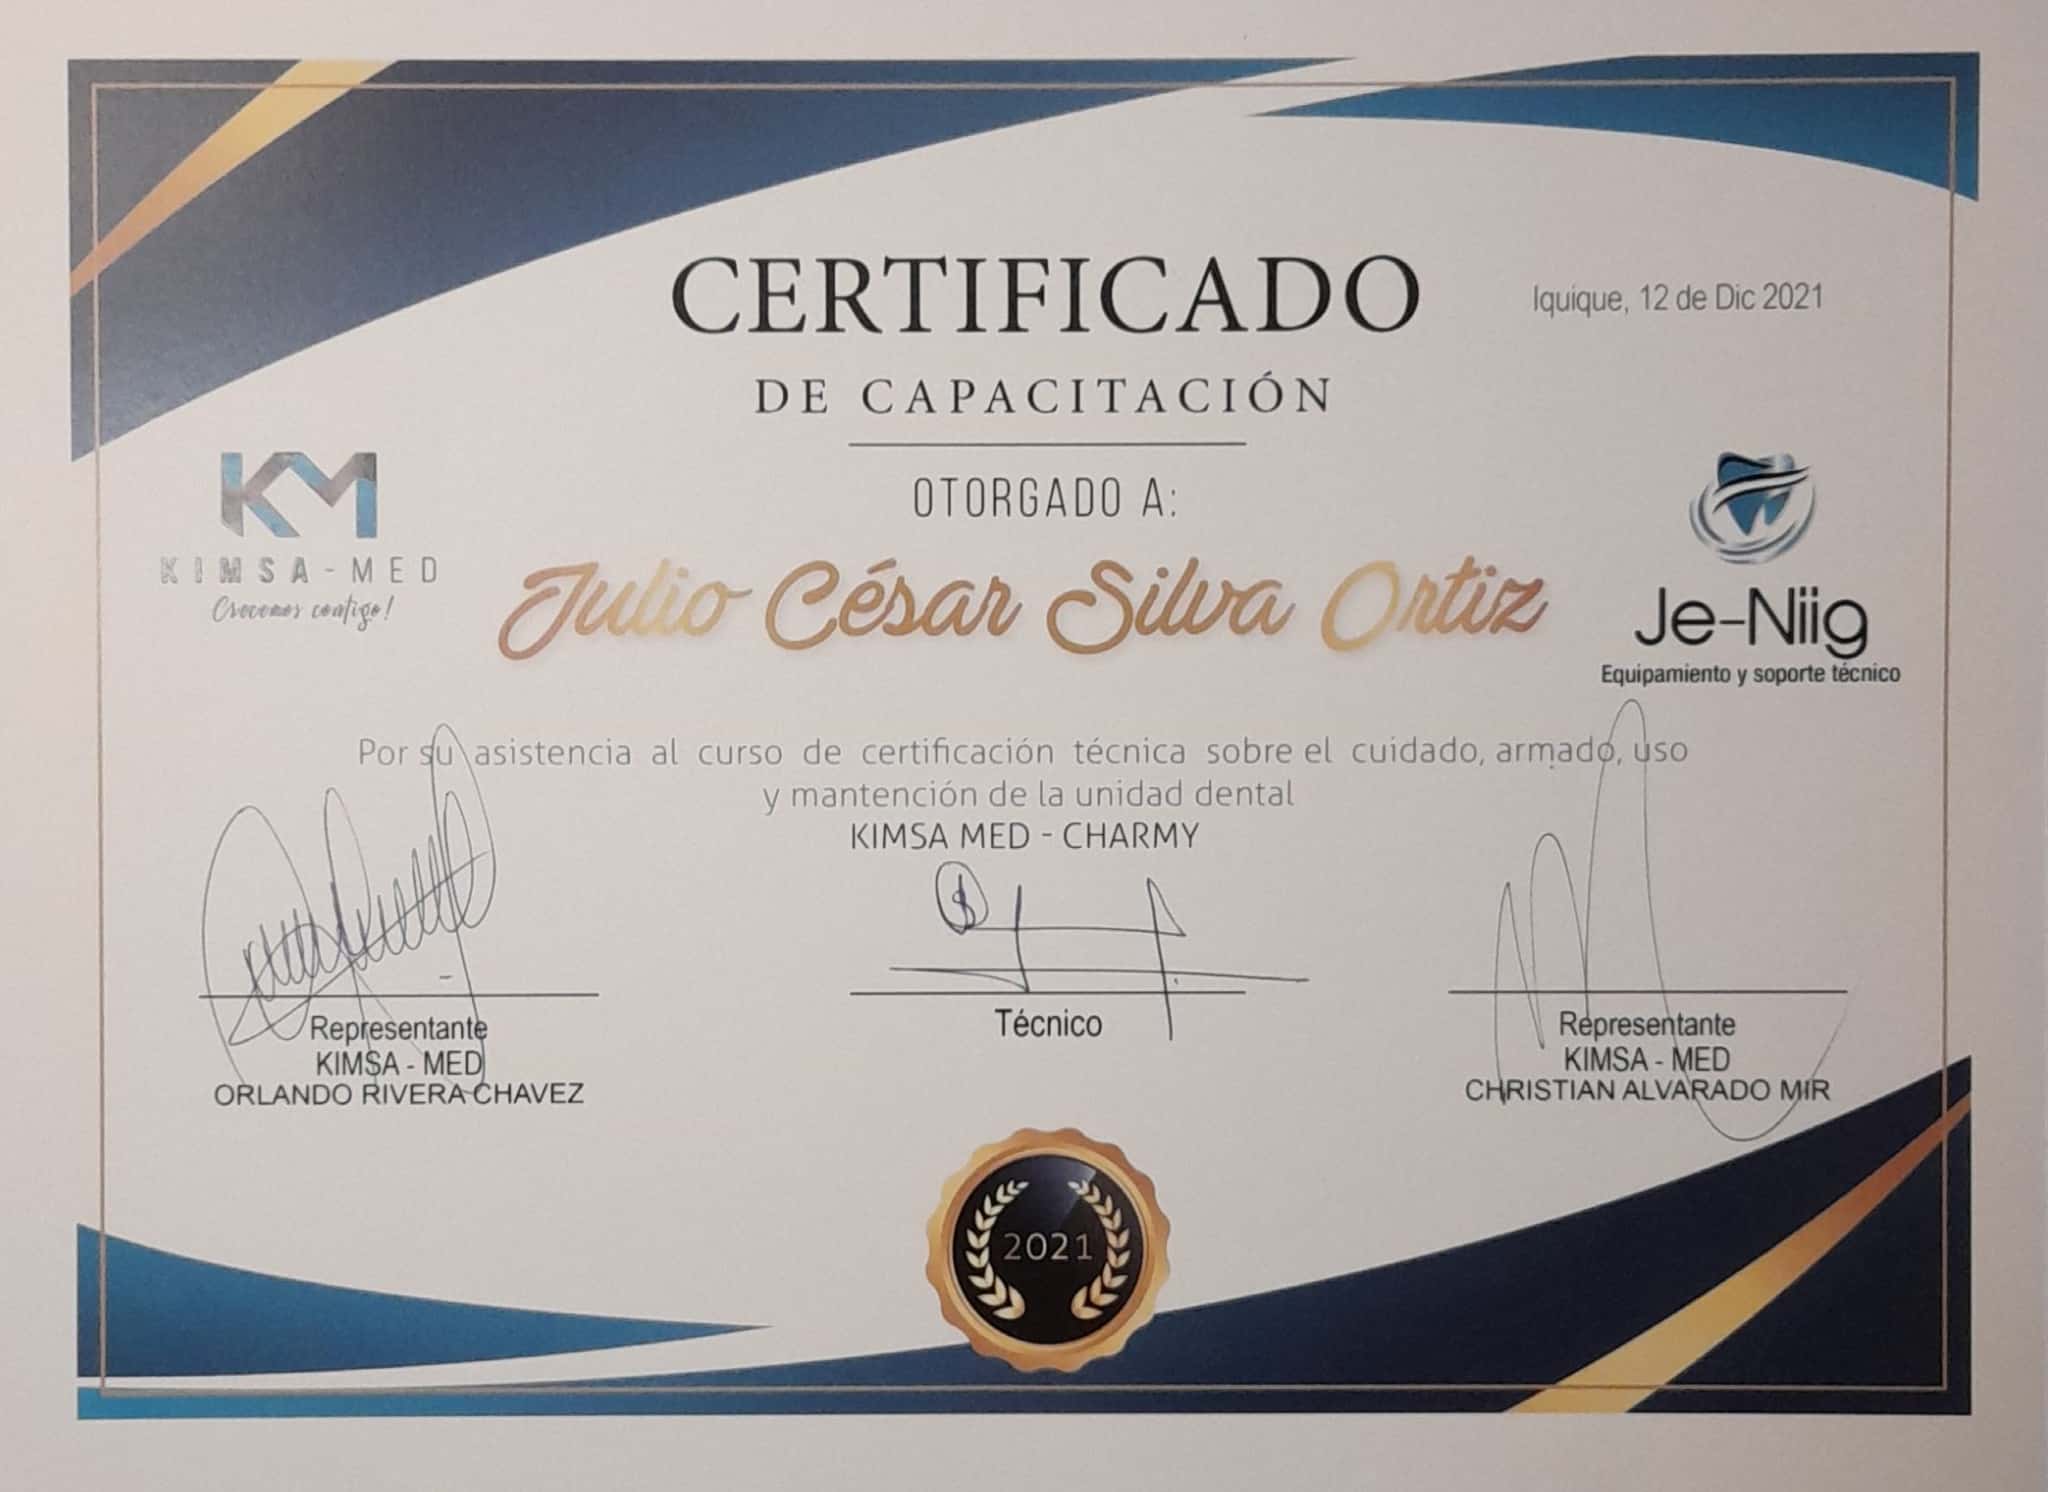 CERTIFICADO
Iquique, 12 de Dic 2021
DE CAPACITACIÓN
OTORGADO A:
KM
KIMSA-MED
Crecemos contigo!
Julio César Silva Ortiz
Je-Niig
Equipamiento y soporte técnico
Por su asistencia al curso de certificación técnica sobre el cuidado, armado, uso
y mantención de la unidad dental
KIMSA MED - CHARMY
Representante
KIMSA - MED
ORLANDO RIVERA CHAVEZ
Técnico
Representante
KIMSA - MED
CHRISTIAN ALVARADO MIR
2021